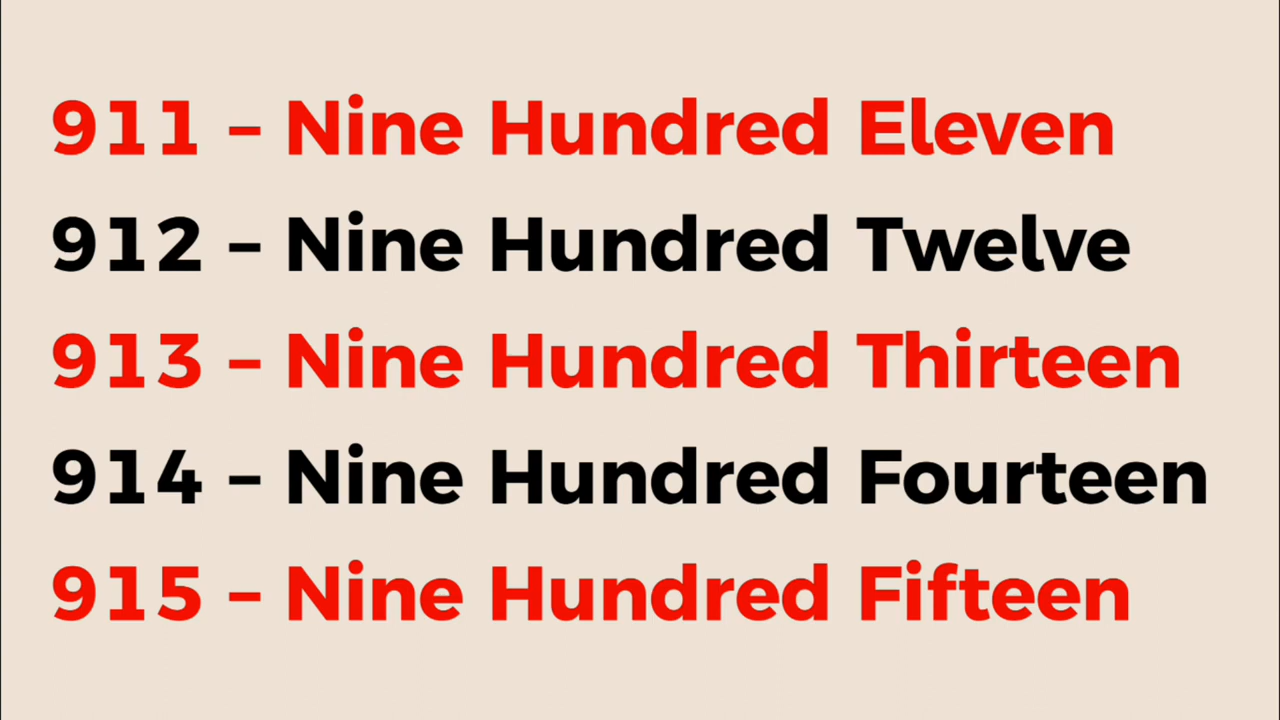 911 – Nine Hundred Eleven
912 – Nine Hundred Twelve
913 – Nine Hundred Thirteen
914 – Nine Hundred Fourteen
915 – Nine Hundred Fifteen